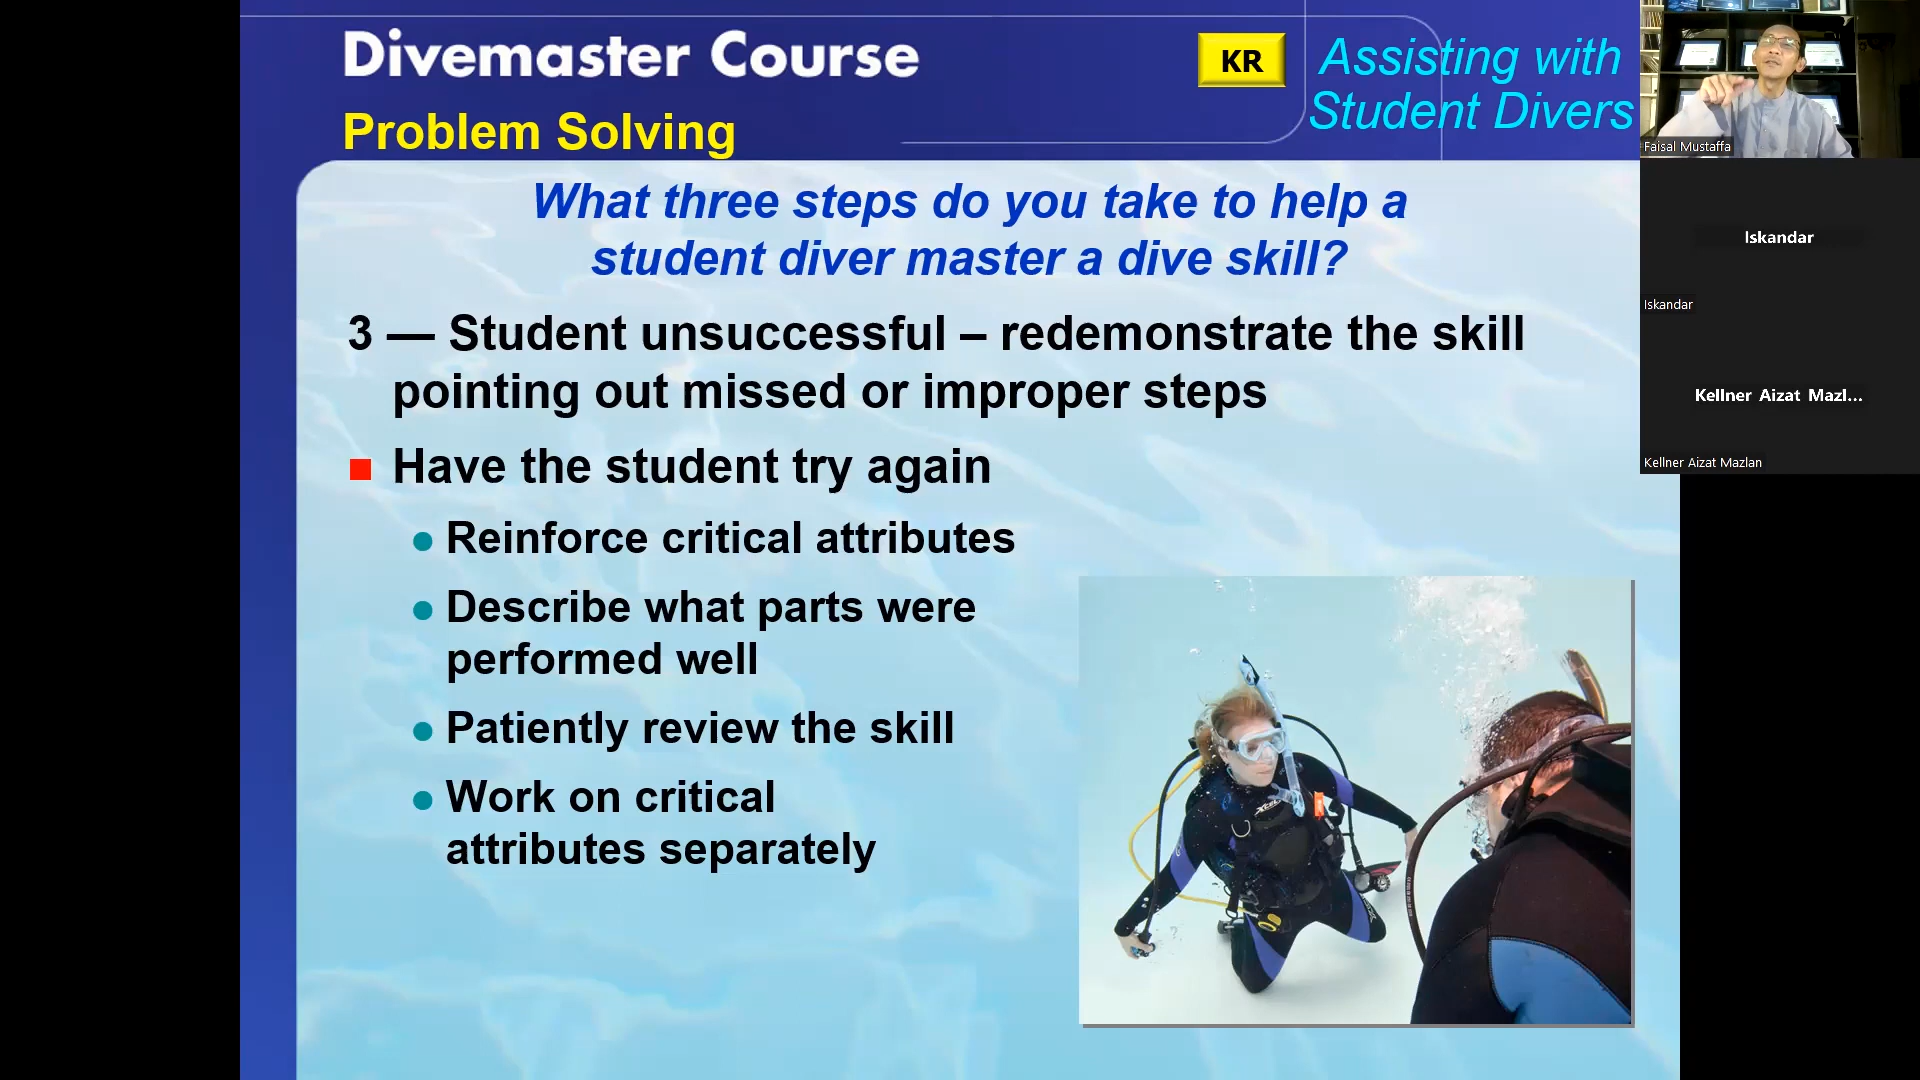 Divemaster Course
Problem Solving
KR
Assisting with
Student Divers
What three steps do you take to help a
student diver master a dive skill?
3 — Student unsuccessful – redemonstrate the skill
pointing out missed or improper steps
Have the student try again
Reinforce critical attributes
Describe what parts were
performed well
Patiently review the skill
Work on critical
attributes separately
Faisal Mustaffa
Iskandar
Iskandar
Kellner Aizat Mazl...
Kellner Aizat Mazlan